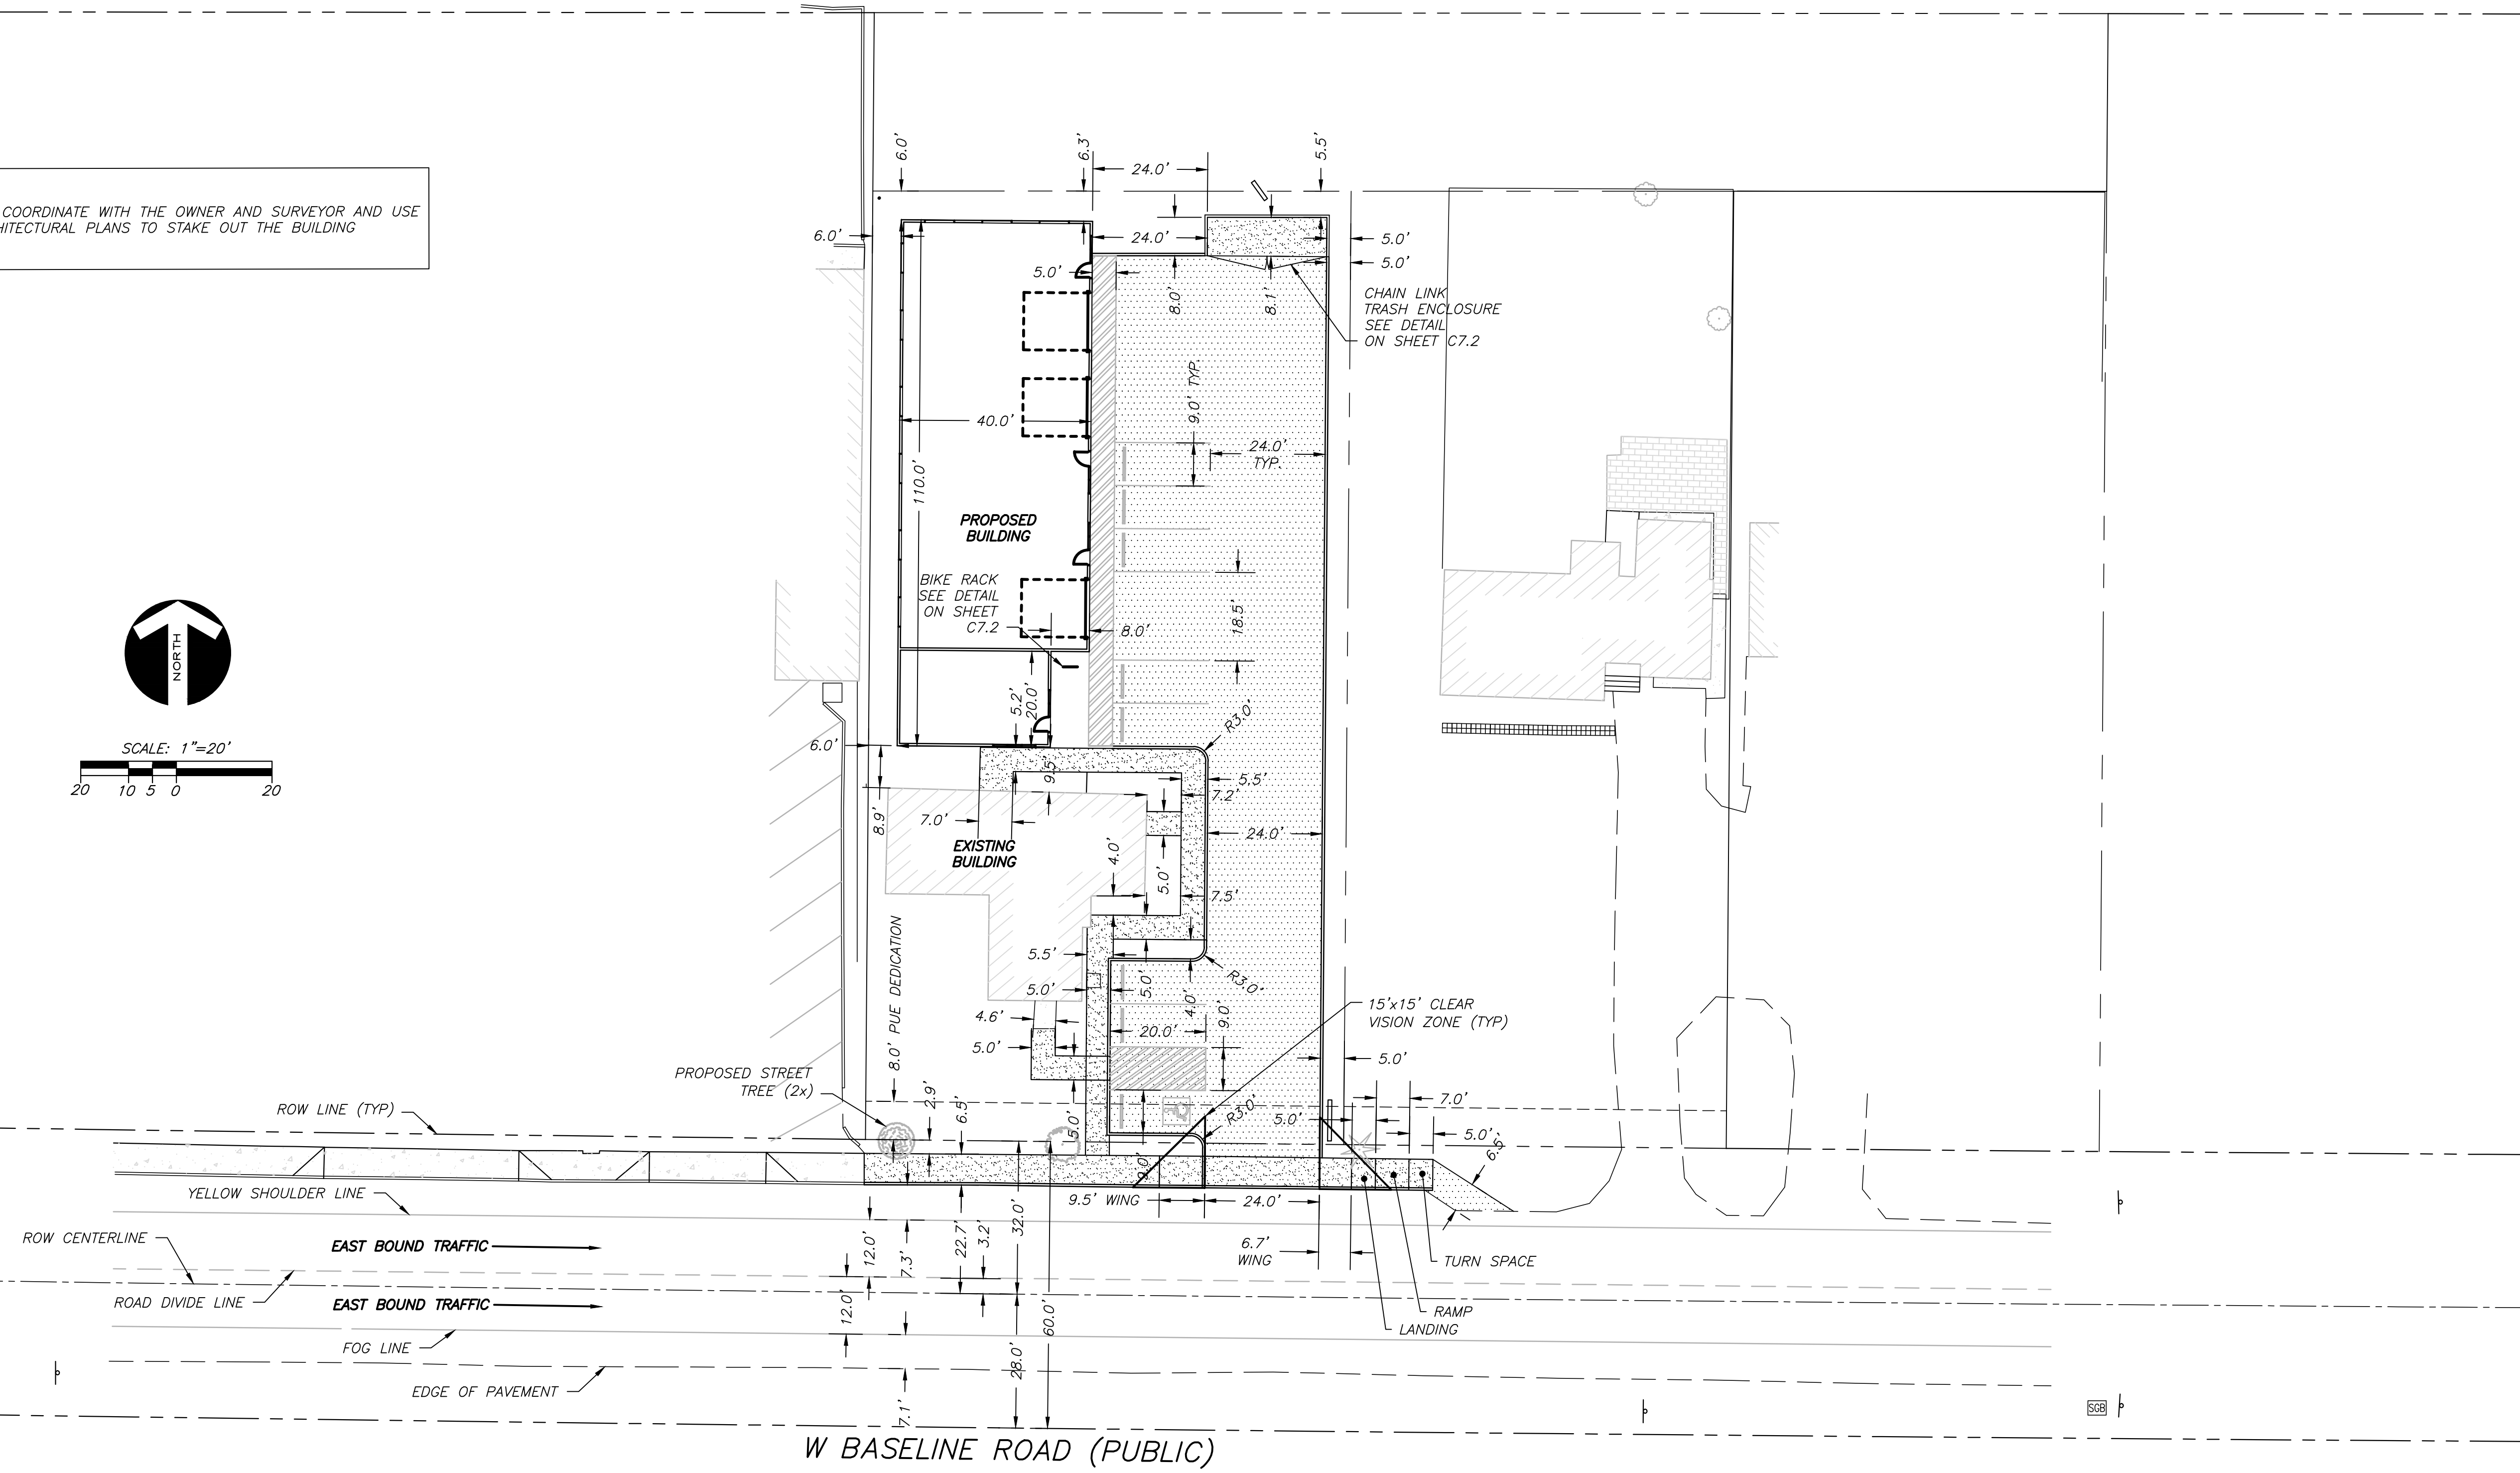 6.0'
6.3'
24.0'
5.5'
COORDINATE WITH THE OWNER AND SURVEYOR AND USE
HITECTURAL PLANS TO STAKE OUT THE BUILDING
6.0'
24.0'
5.0'
5.0'
5.0'
8.0'
8.1'
CHAIN LINK
TRASH ENCLOSURE
SEE DETAIL
ON SHEET C7.2
9.0' TYP.
40.0'
24.0'
TYP.
110.0'
PROPOSED
BUILDING
BIKE RACK
SEE DETAIL
ON SHEET
C7.2
8.0'
18.5'
NORTH
5.2'
20.0'
R3.0'
SCALE: 1"=20'
20 10 5 0 20
6.0'
9.5'
5.5'
7.2'
8.9'
7.0'
24.0'
EXISTING
BUILDING
4.0'
5.0'
7.5'
8.0' PUE DEDICATION
5.5'
5.0'
5.0'
R3.0'
4.0'
9.0'
15'x15' CLEAR
VISION ZONE (TYP)
4.6'
20.0'
5.0'
5.0'
PROPOSED STREET
TREE (2x)
2.9'
6.5'
5.0'
R3.0'
7.0'
5.0'
5.0'
6.5'
ROW LINE (TYP)
9.0'
YELLOW SHOULDER LINE
9.5' WING
24.0'
ROW CENTERLINE
EAST BOUND TRAFFIC
12.0'
7.3'
22.7'
3.2'
32.0'
6.7'
WING
TURN SPACE
ROAD DIVIDE LINE
EAST BOUND TRAFFIC
12.0'
60.0'
RAMP
LANDING
FOG LINE
28.0'
EDGE OF PAVEMENT
7.1'
SGB
W BASELINE ROAD (PUBLIC)